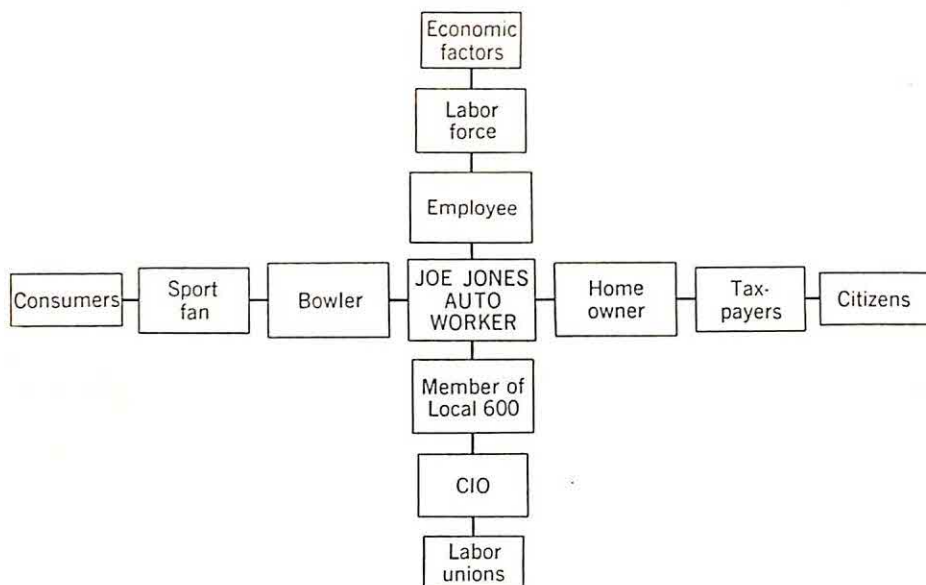 Economic
factors
Labor
force
Employee
Consumers
Sport
fan
Bowler
JOE JONES
AUTO
WORKER
Home
owner
Tax-
payers
Citizens
Member of
Local 600
CIO
Labor
unions